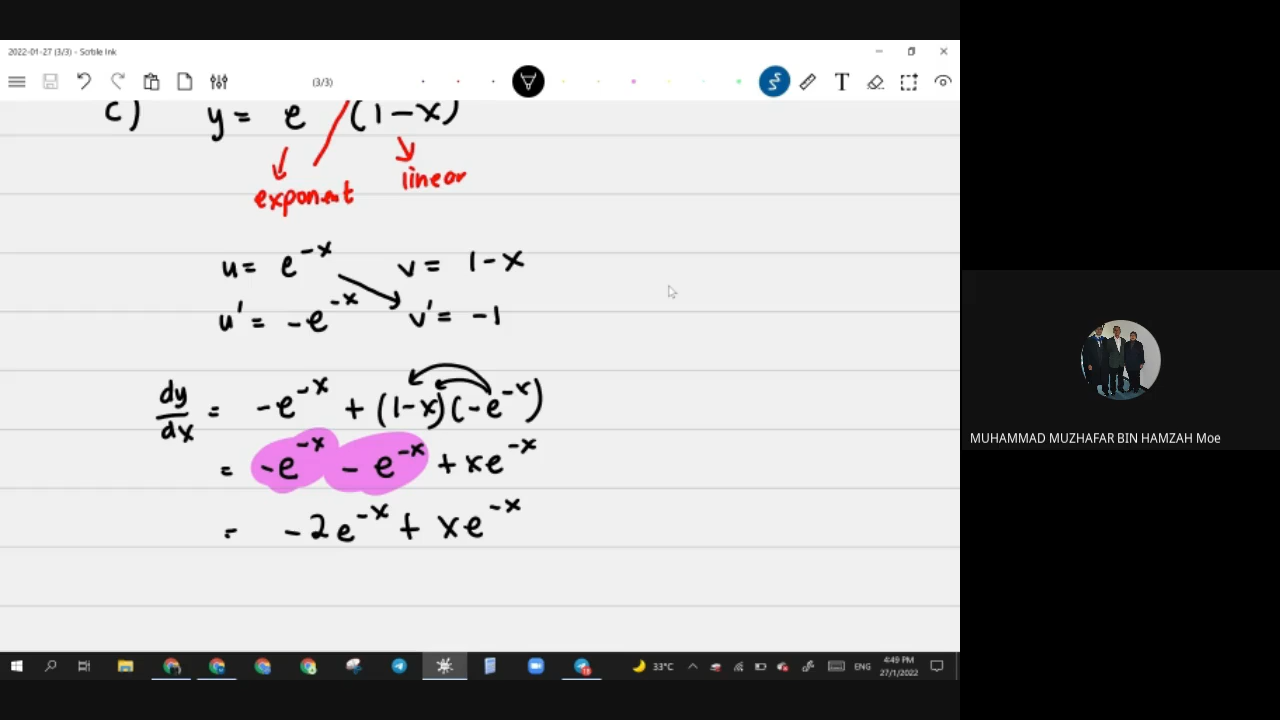 2022-01-27 (3/3) - Scrble Ink
(3/3)
T
c) y = e (1-x)
exponent linear
u = e^{-x} v = 1-x
u' = -e^{-x} v' = -1
dy/dx = -e^{-x} + (1-x)(-e^{-x})
= -e^{-x} - e^{-x} + xe^{-x}
= -2e^{-x} + xe^{-x}
MUHAMMAD MUZHAFAR BIN HAMZAH Moe
33°C ENG 4:49 PM
27/1/2022